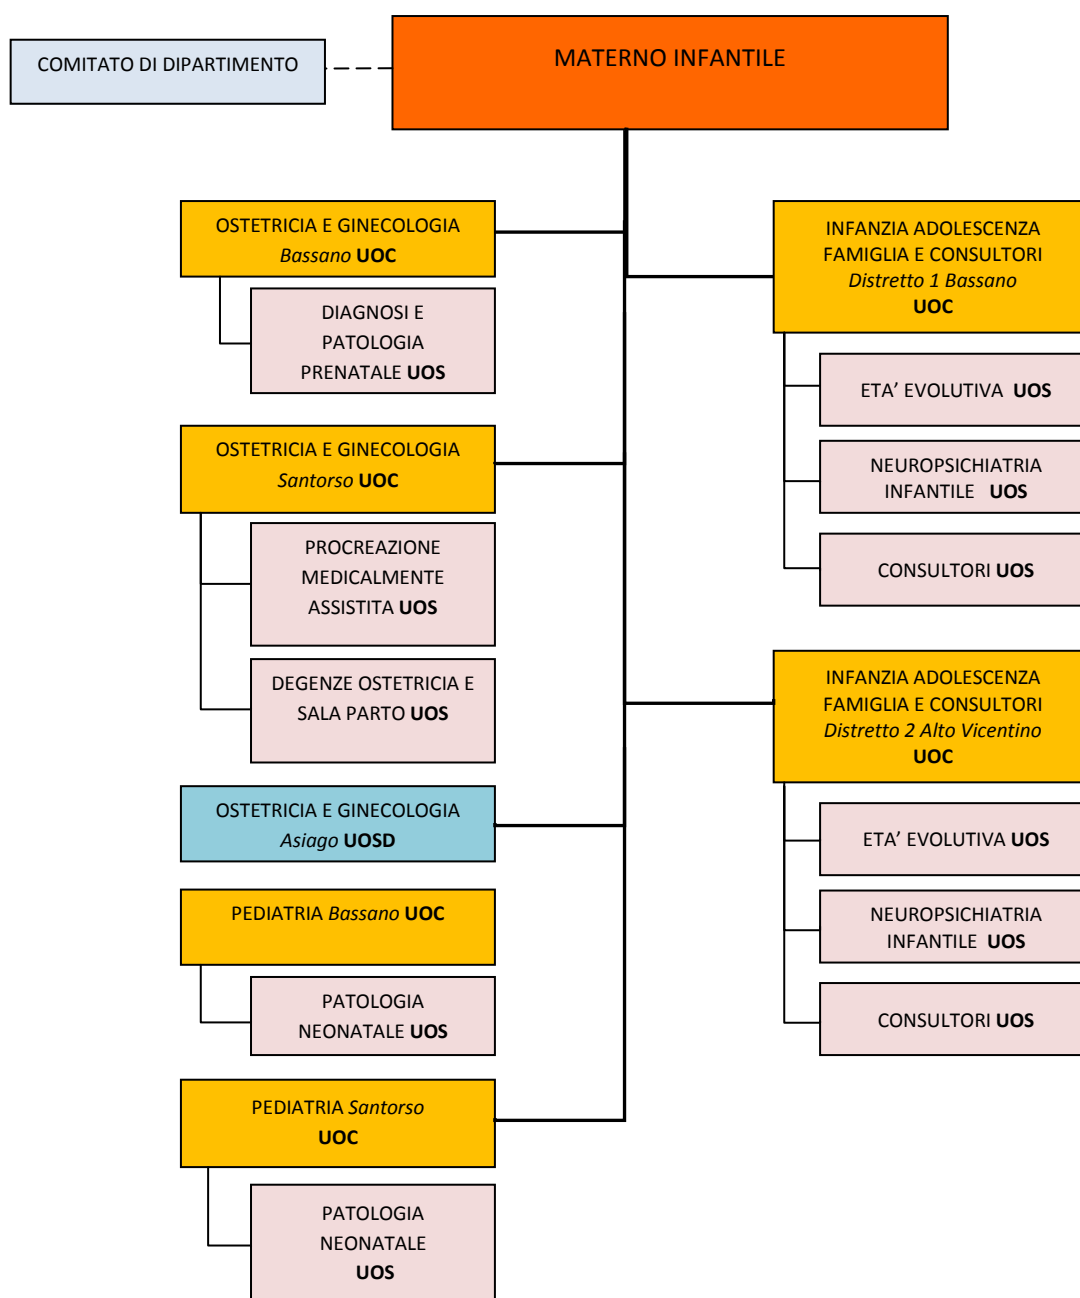 COMITATO DI DIPARTIMENTO
MATERNO INFANTILE
OSTETRICIA E GINECOLOGIA
Bassano UOC
DIAGNOSI E
PATOLOGIA
PRENATALE UOS
OSTETRICIA E GINECOLOGIA
Santorso UOC
PROCREAZIONE
MEDICALMENTE
ASSISTITA UOS
DEGENZE OSTETRICIA E
SALA PARTO UOS
OSTETRICIA E GINECOLOGIA
Asiago UOSD
PEDIATRIA Bassano UOC
PATOLOGIA
NEONATALE UOS
PEDIATRIA Santorso
UOC
PATOLOGIA
NEONATALE
UOS
INFANZIA ADOLESCENZA
FAMIGLIA E CONSULTORI
Distretto 1 Bassano
UOC
ETA’ EVOLUTIVA UOS
NEUROPSICHIATRIA
INFANTILE UOS
CONSULTORI UOS
INFANZIA ADOLESCENZA
FAMIGLIA E CONSULTORI
Distretto 2 Alto Vicentino
UOC
ETA’ EVOLUTIVA UOS
NEUROPSICHIATRIA
INFANTILE UOS
CONSULTORI UOS